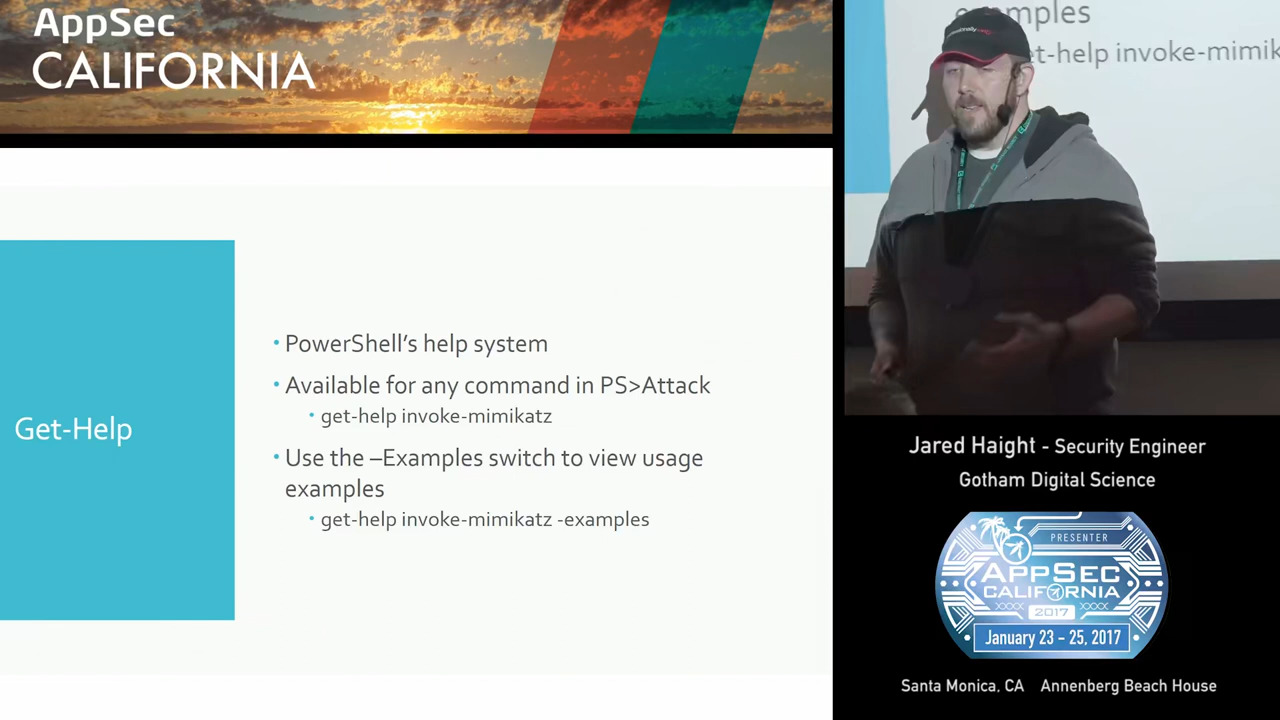 AppSec
CALIFORNIA
examples
et-help invoke-mimik
Get-Help
• PowerShell's help system
• Available for any command in PS>Attack
• get-help invoke-mimikatz
• Use the –Examples switch to view usage
examples
• get-help invoke-mimikatz -examples
Jared Haight - Security Engineer
Gotham Digital Science
PRESENTER
APPSEC
CALIFORNIA
2017
January 23 - 25, 2017
Santa Monica, CA Annenberg Beach House